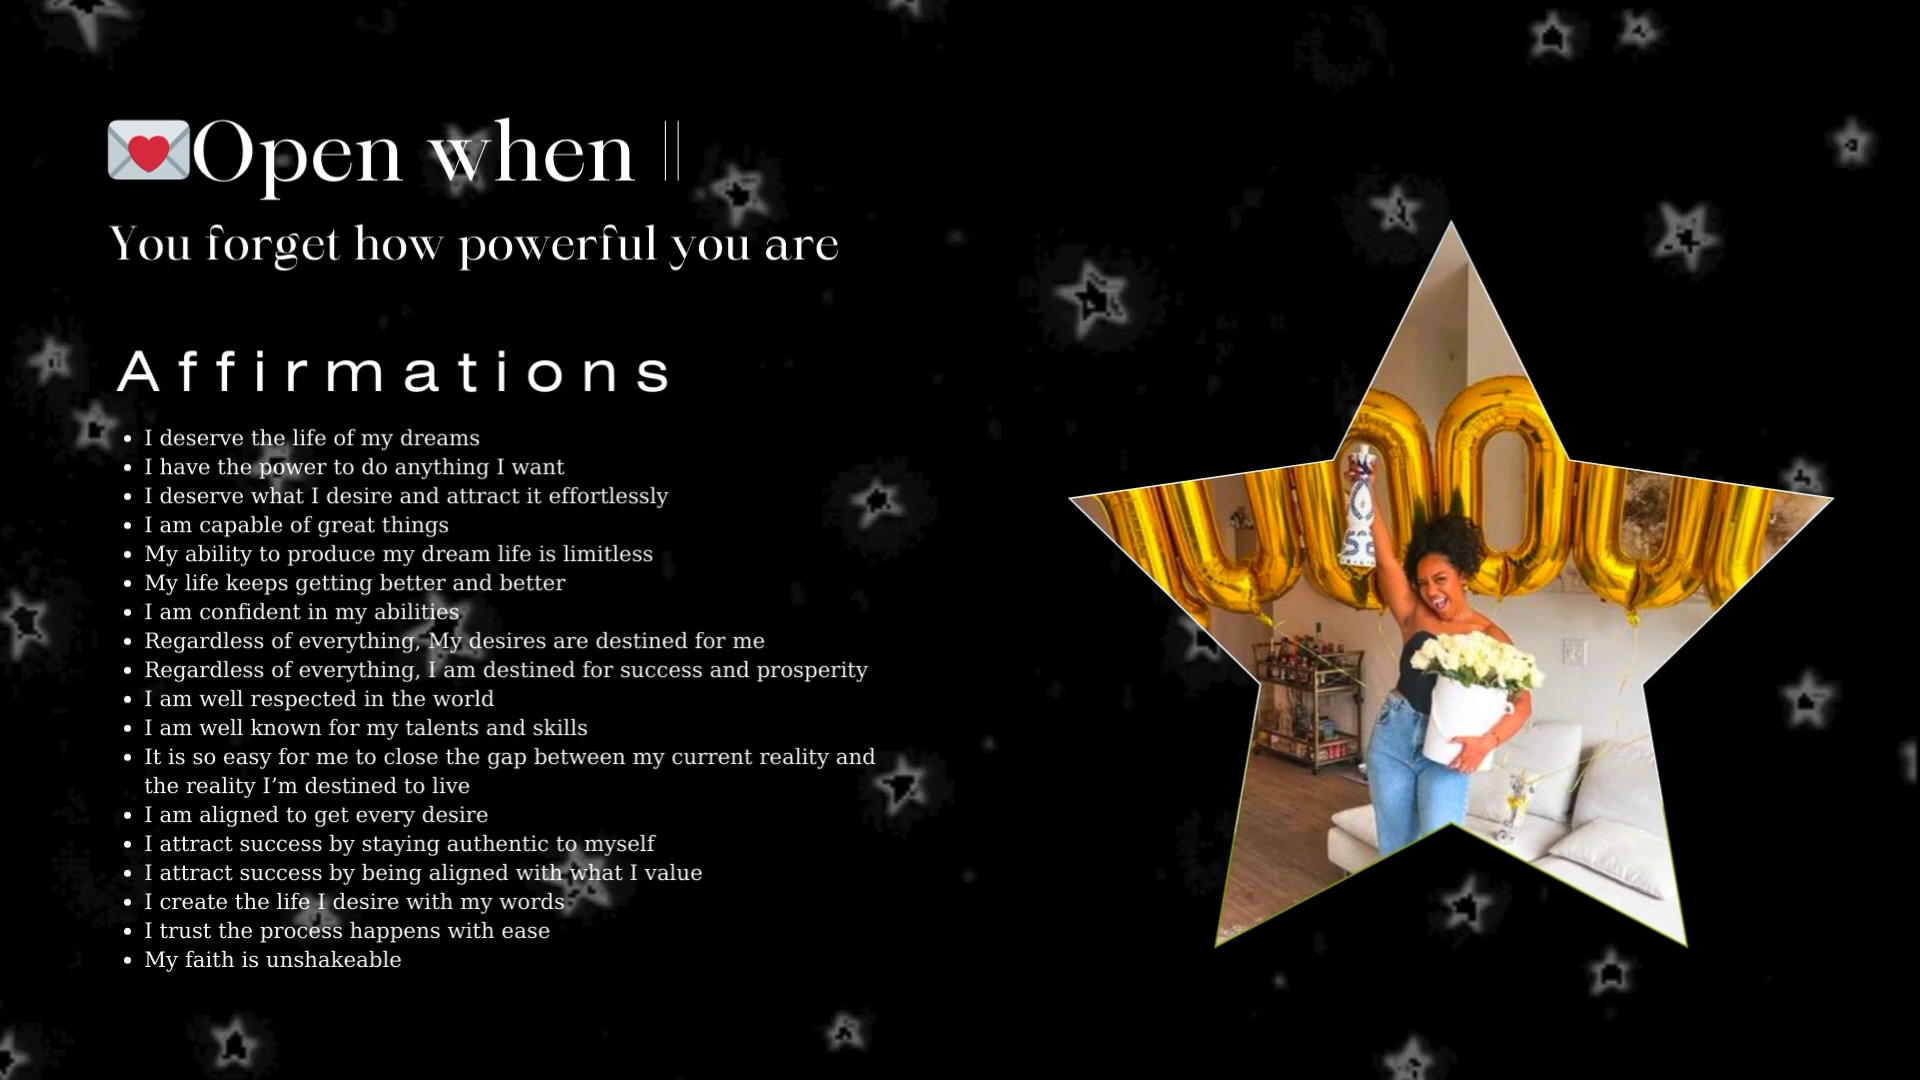 💌Open when ||
You forget how powerful you are
Affirmations
• I deserve the life of my dreams
• I have the power to do anything I want
• I deserve what I desire and attract it effortlessly
• I am capable of great things
• My ability to produce my dream life is limitless
• My life keeps getting better and better
• I am confident in my abilities
• Regardless of everything, My desires are destined for me
• Regardless of everything, I am destined for success and prosperity
• I am well respected in the world
• I am well known for my talents and skills
• It is so easy for me to close the gap between my current reality and
the reality I’m destined to live
• I am aligned to get every desire
• I attract success by staying authentic to myself
• I attract success by being aligned with what I value
• I create the life I desire with my words
• I trust the process happens with ease
• My faith is unshakeable